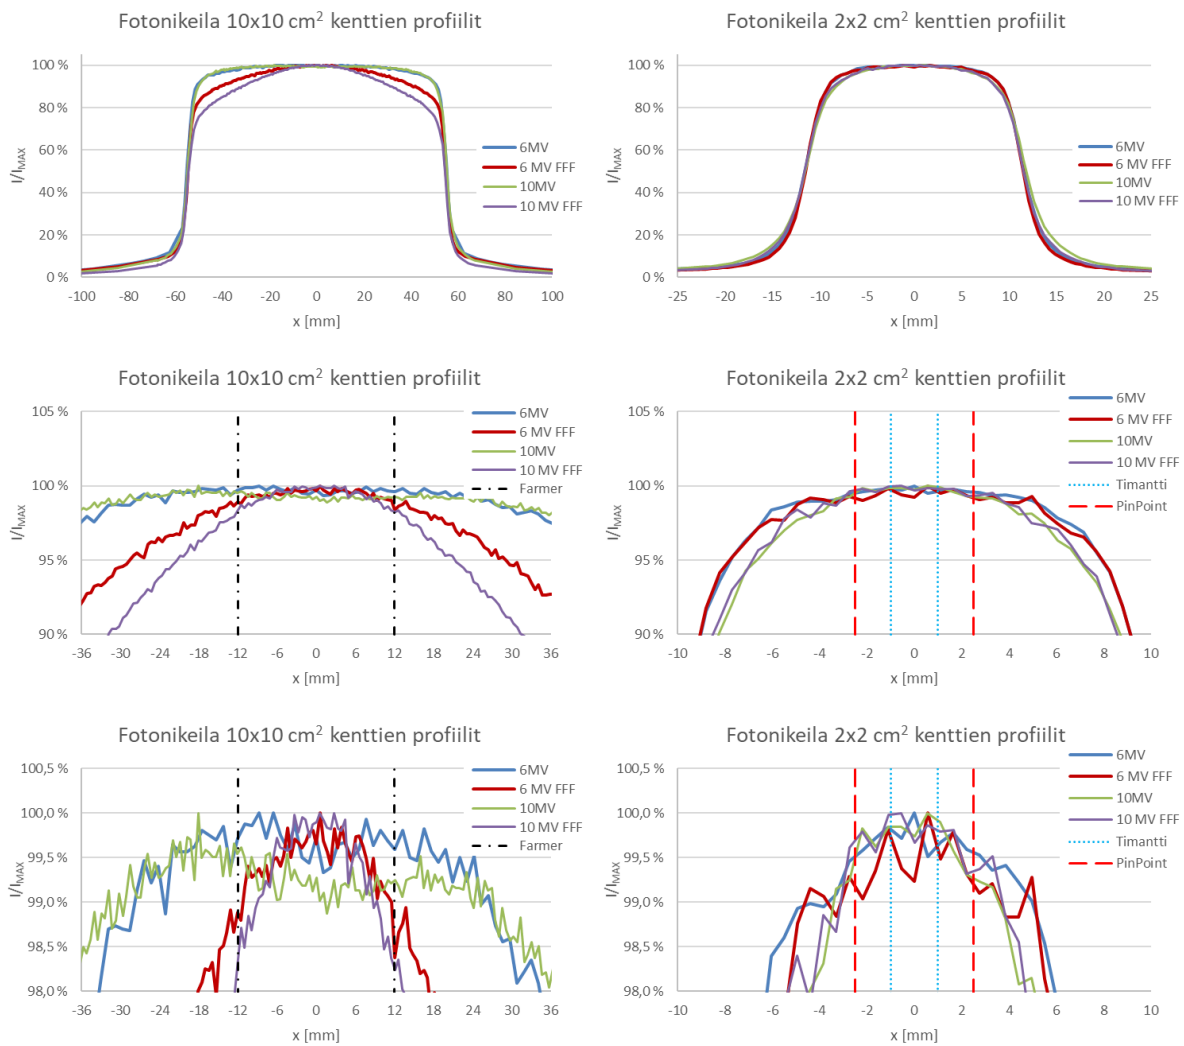 Fotonikeila 10x10 cm² kenttien profiilit
100 %
80 %
60 %
40 %
20 %
0 %
I/I_MAX
6MV
6 MV FFF
10MV
10 MV FFF
-100 -80 -60 -40 -20 0 20 40 60 80 100
x [mm]
Fotonikeila 2x2 cm² kenttien profiilit
100 %
80 %
60 %
40 %
20 %
0 %
I/I_MAX
6MV
6 MV FFF
10MV
10 MV FFF
-25 -20 -15 -10 -5 0 5 10 15 20 25
x [mm]
Fotonikeila 10x10 cm² kenttien profiilit
105 %
100 %
95 %
90 %
I/I_MAX
6MV
6 MV FFF
10MV
10 MV FFF
Farmer
-36 -30 -24 -18 -12 -6 0 6 12 18 24 30 36
x [mm]
Fotonikeila 2x2 cm² kenttien profiilit
105 %
100 %
95 %
90 %
I/I_MAX
6MV
6 MV FFF
10MV
10 MV FFF
Timantti
PinPoint
-10 -8 -6 -4 -2 0 2 4 6 8 10
x [mm]
Fotonikeila 10x10 cm² kenttien profiilit
100,5 %
100,0 %
99,5 %
99,0 %
98,5 %
98,0 %
I/I_MAX
6MV
6 MV FFF
10MV
10 MV FFF
Farmer
-36 -30 -24 -18 -12 -6 0 6 12 18 24 30 36
x [mm]
Fotonikeila 2x2 cm² kenttien profiilit
100,5 %
100,0 %
99,5 %
99,0 %
98,5 %
98,0 %
I/I_MAX
6MV
6 MV FFF
10MV
10 MV FFF
Timantti
PinPoint
-10 -8 -6 -4 -2 0 2 4 6 8 10
x [mm]